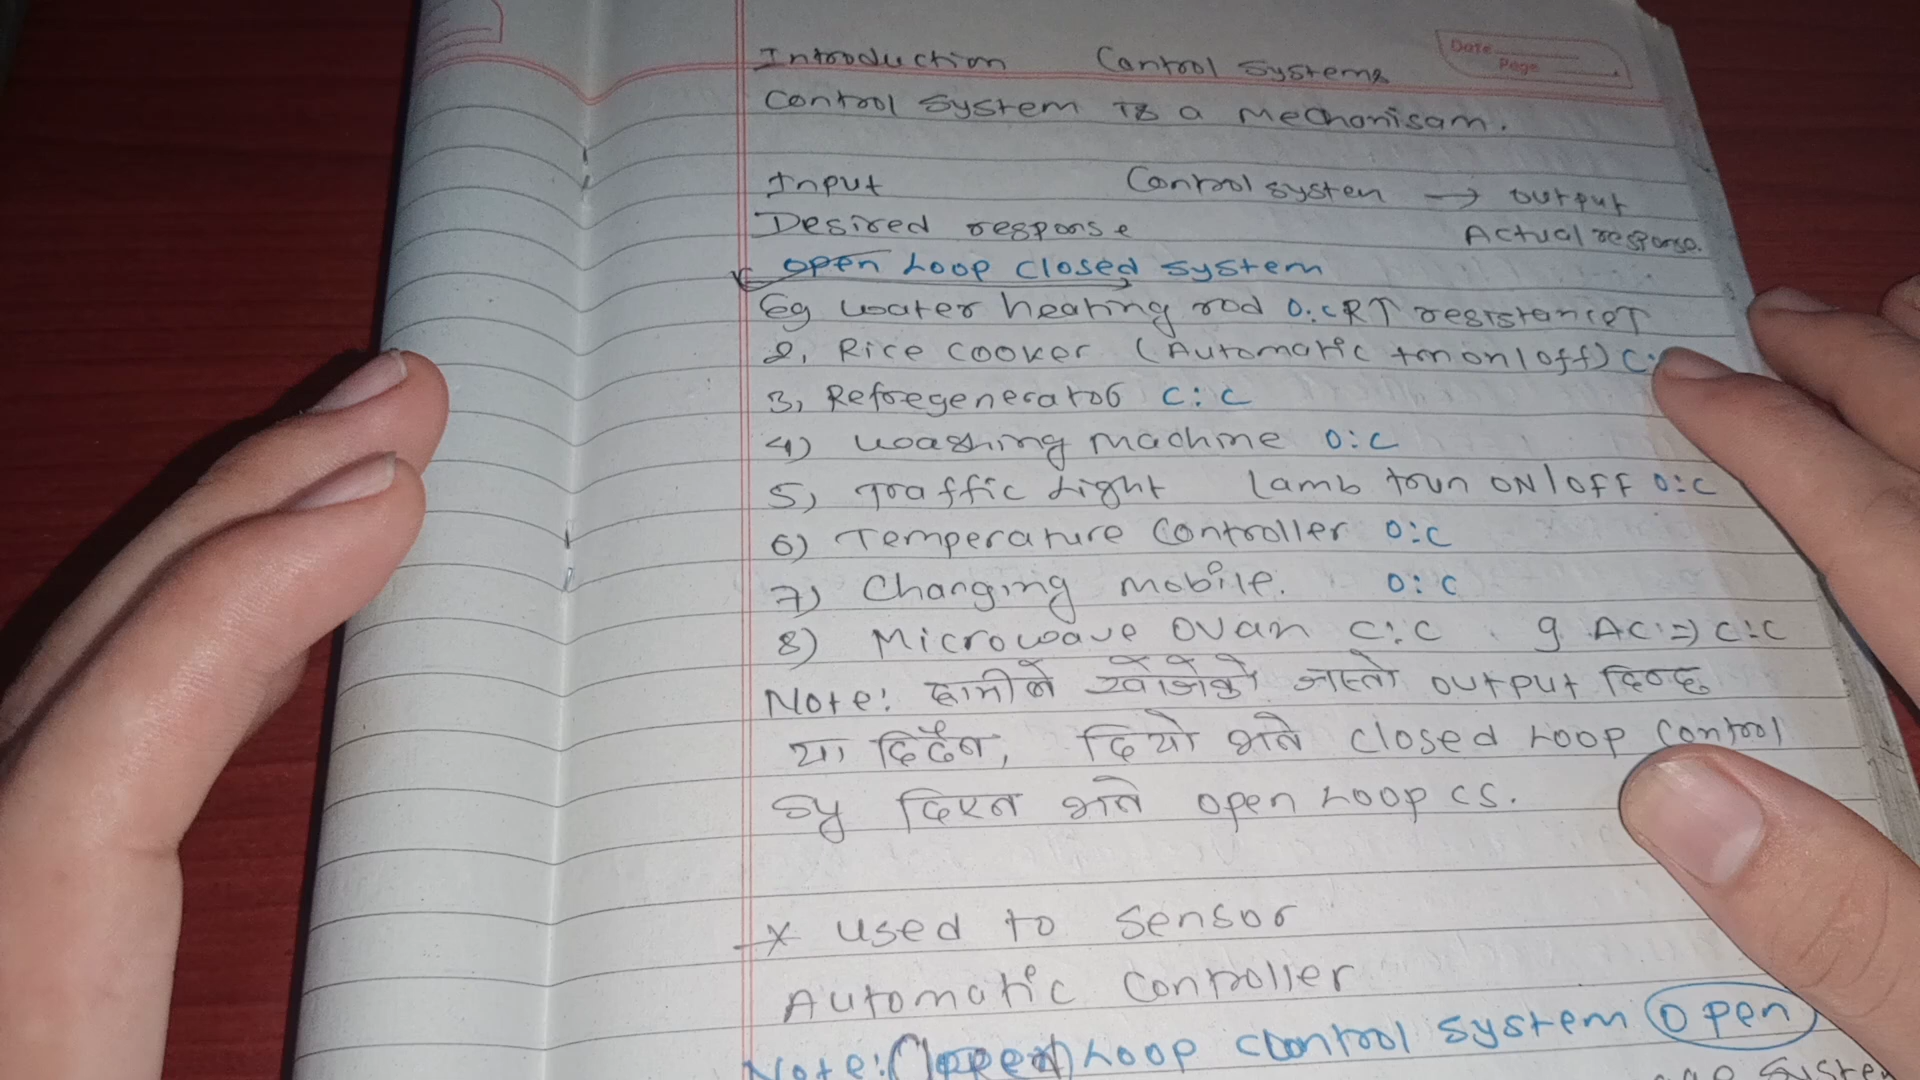 Introduction Control Systems
Date
Page
Control System is a Mechanisam.
Input Control system → output
Desired response Actual response.
open Loop closed system
Eg water heating rod O:C R↑ resistance↑
2, Rice cooker (Automatic turn on/off) C:
3, Refregenerator C:C
4) washing Machine O:C
5) Traffic Light Lamb turn ON/OFF O:C
6) Temperature Controller O:C
7) Changing mobile. O:C
8) Microwave Ovan C:C 9 AC => C:C
Note: हामीले खोजेको जस्तो output दिन्छ
या दिदैन, दियो भने closed Loop Control
Sy दिएन भने open Loop CS.
* used to Sensor
Automatic Controller
Note: Loop control system open
System